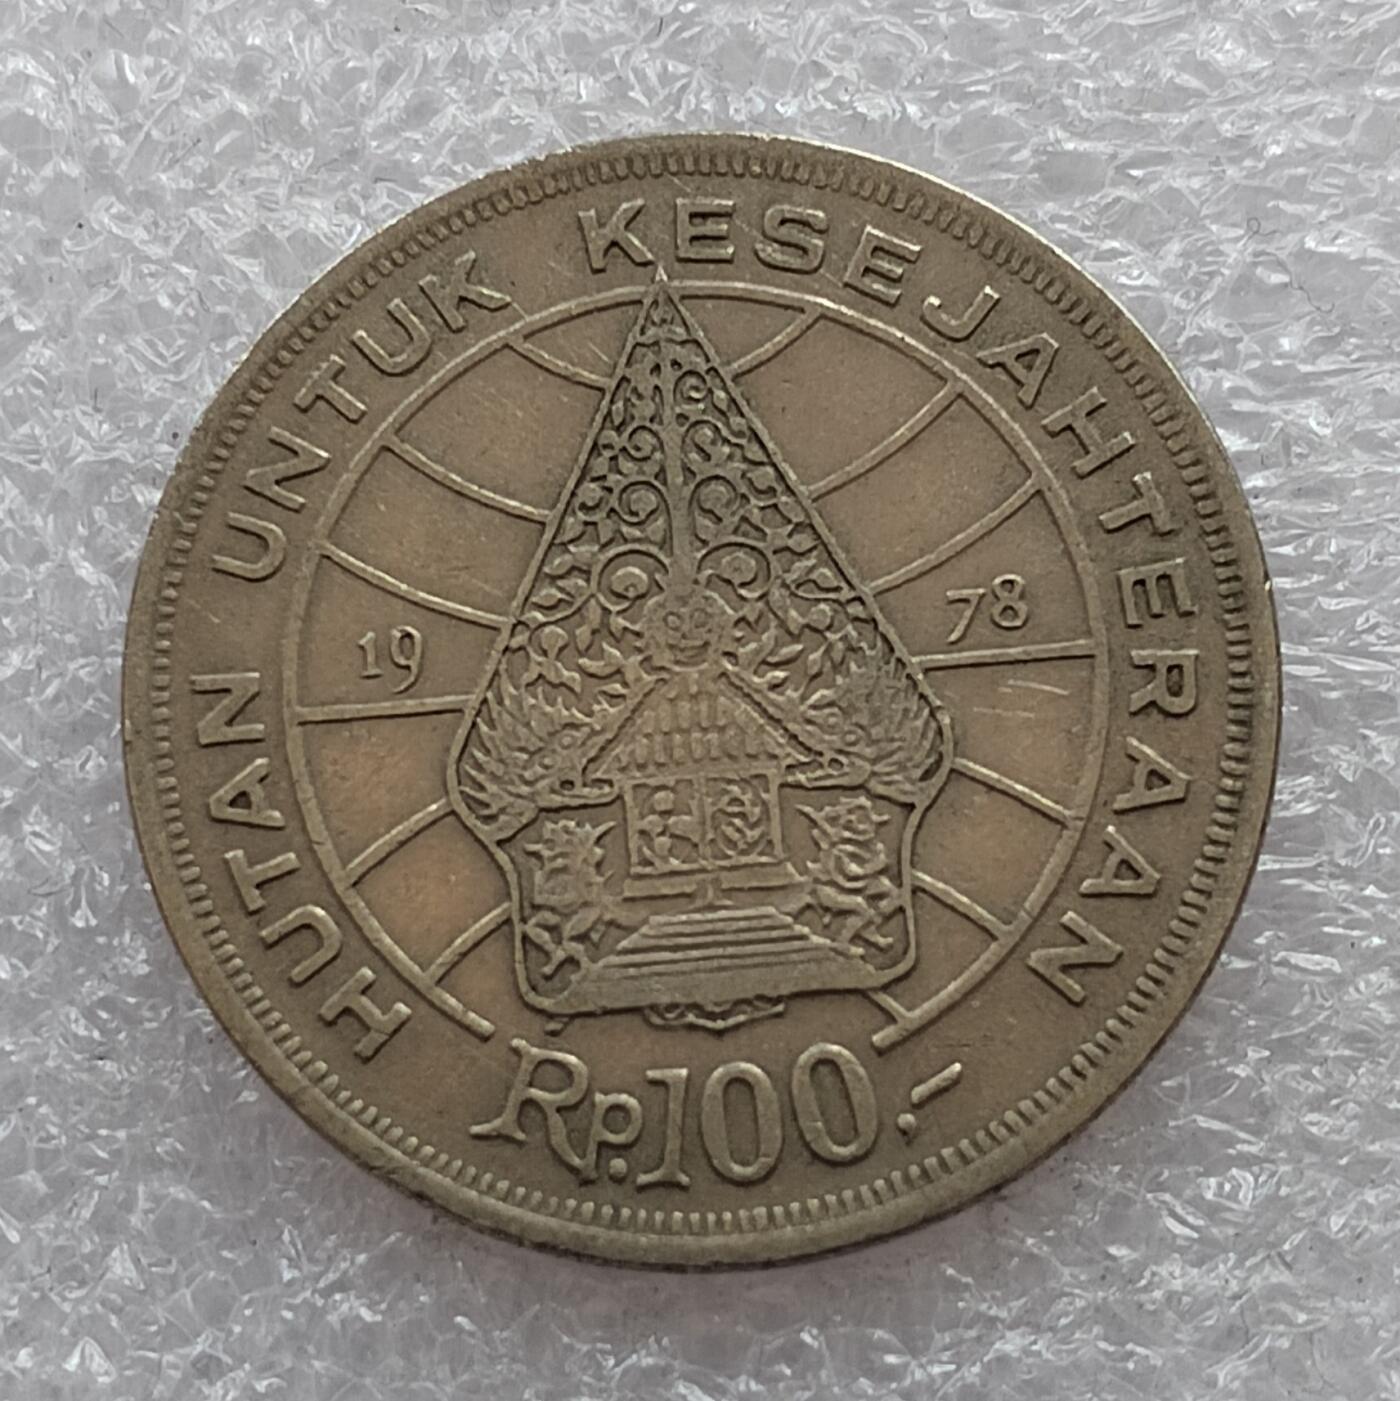 HUTAN UNTUK KESEJAHTERAAN
19 78
Rp.100,-